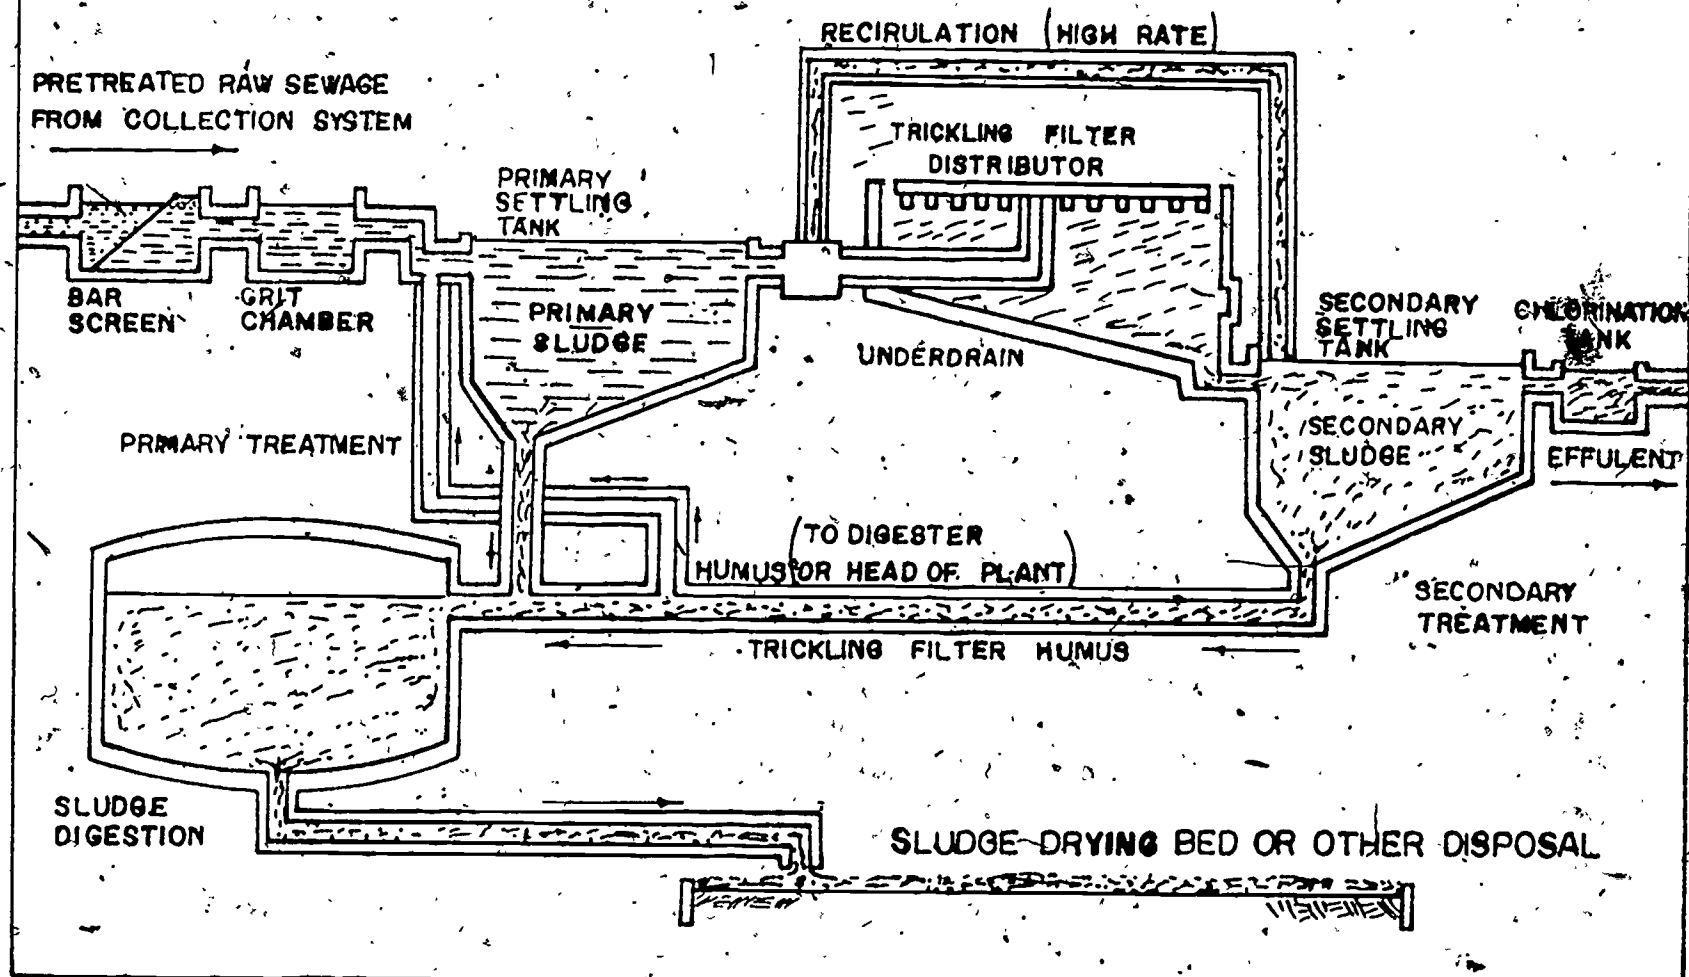 RECIRULATION (HIGH RATE)
PRETREATED RAW SEWAGE
FROM COLLECTION SYSTEM
TRICKLING FILTER
DISTRIBUTOR
PRIMARY
SETTLING
TANK
BAR
SCREEN
GRIT
CHAMBER
PRIMARY
SLUDGE
UNDERDRAIN
SECONDARY
SETTLING
TANK
CHLORINATION
TANK
PRIMARY TREATMENT
SECONDARY
SLUDGE
EFFULENT
(TO DIGESTER
HUMUS OR HEAD OF PLANT)
SECONDARY
TREATMENT
TRICKLING FILTER HUMUS
SLUDGE
DIGESTION
SLUDGE DRYING BED OR OTHER DISPOSAL